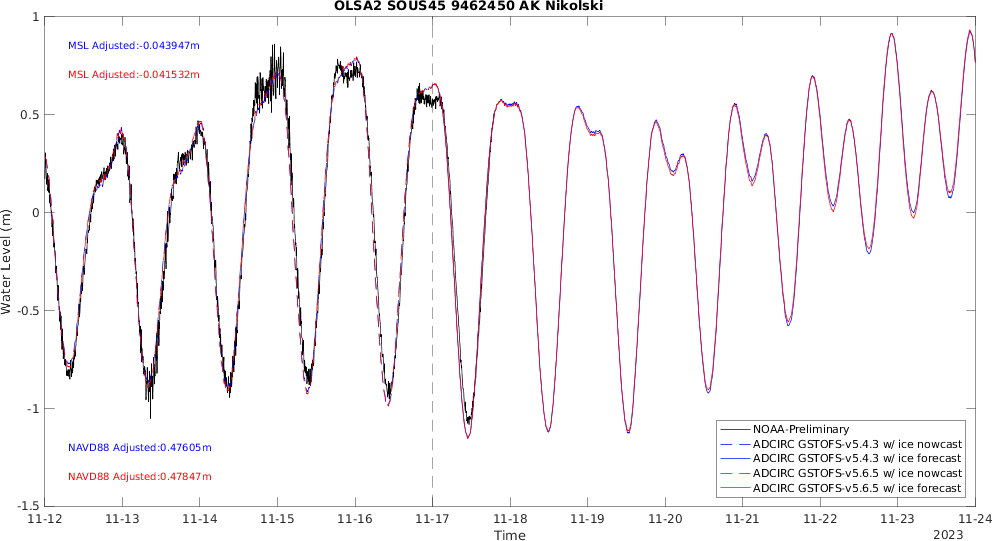 OLSA2 SOUS45 9462450 AK Nikolski
1
0.5
0
-0.5
-1
-1.5
Water Level (m)
MSL Adjusted:-0.043947m
MSL Adjusted:-0.041532m
NAVD88 Adjusted:0.47605m
NAVD88 Adjusted:0.47847m
NOAA-Preliminary
ADCIRC GSTOFS-v5.4.3 w/ ice nowcast
ADCIRC GSTOFS-v5.4.3 w/ ice forecast
ADCIRC GSTOFS-v5.6.5 w/ ice nowcast
ADCIRC GSTOFS-v5.6.5 w/ ice forecast
11-12 11-13 11-14 11-15 11-16 11-17 11-18 11-19 11-20 11-21 11-22 11-23 11-24
Time
2023